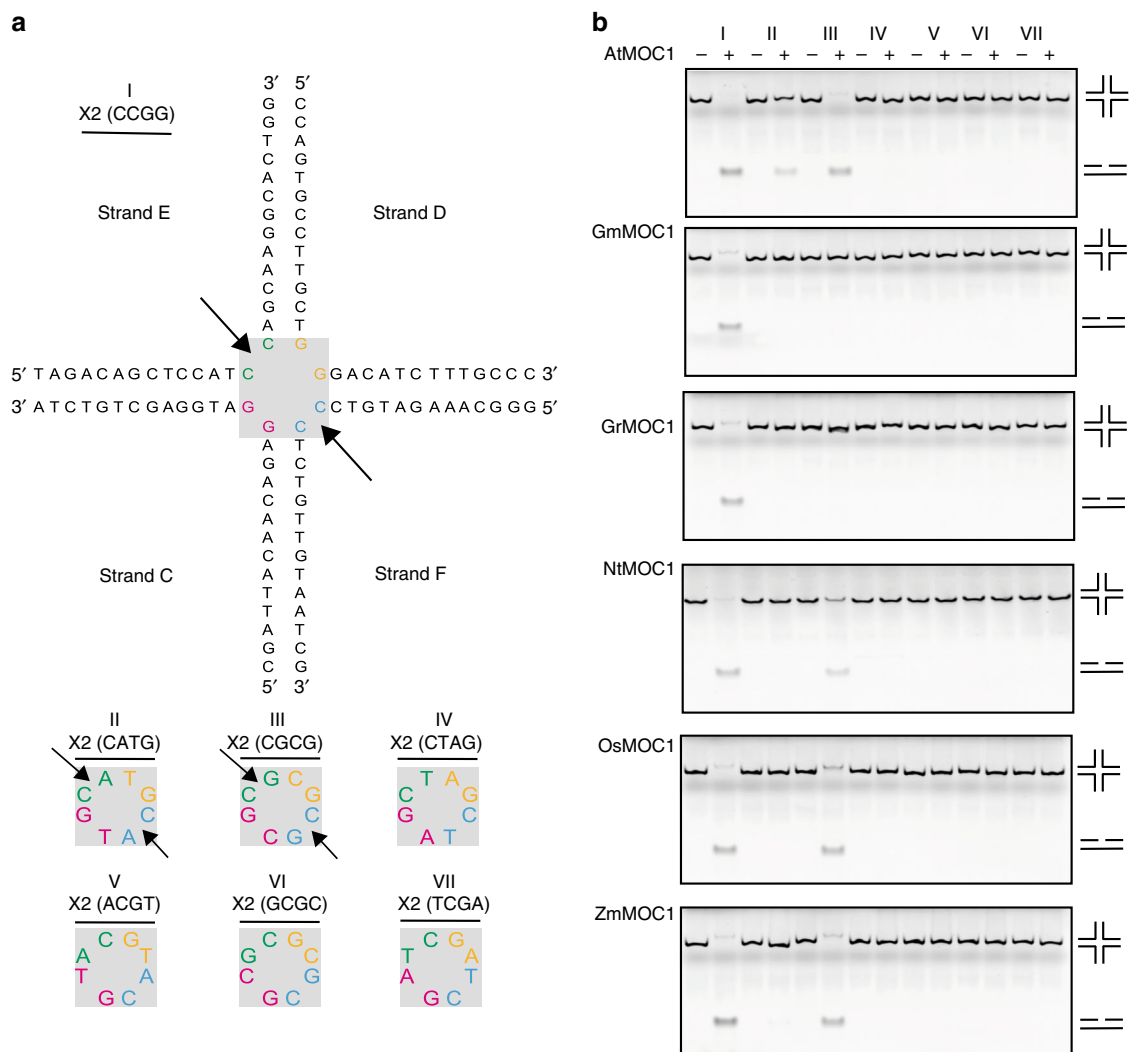 a
I
X2 (CCGG)
3′ G G T C A C G G A A C G A C
5′ C C A G T G C C T T G C T G
Strand E
Strand D
5′ T A G A C A G C T C C A T C G G A C A T C T T T G C C C 3′
3′ A T C T G T C G A G G T A G C C T G T A G A A A C G G G 5′
G A G A C A A C A T T A G C 5′
C T C T G T T G T A A T C G 3′
Strand C
Strand F
II
X2 (CATG)
A T
C G
G C
T A
III
X2 (CGCG)
G C
C G
G C
C G
IV
X2 (CTAG)
T A
C G
G C
A T
V
X2 (ACGT)
C G
A T
T A
G C
VI
X2 (GCGC)
C G
G C
C G
G C
VII
X2 (TCGA)
C G
T A
A T
G C
b
I II III IV V VI VII
AtMOC1 − + − + − + − + − + − + − +
GmMOC1
GrMOC1
NtMOC1
OsMOC1
ZmMOC1